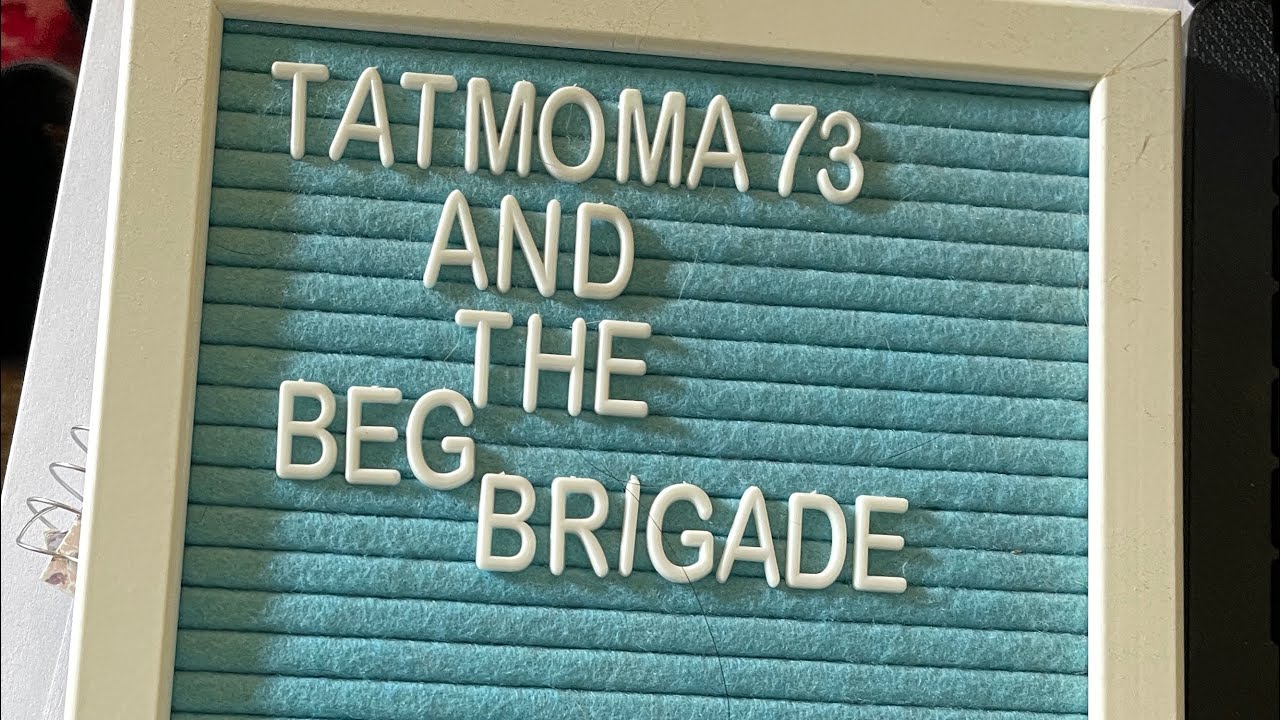 TATMOMA 73
AND
THE
BEG
BRIGADE